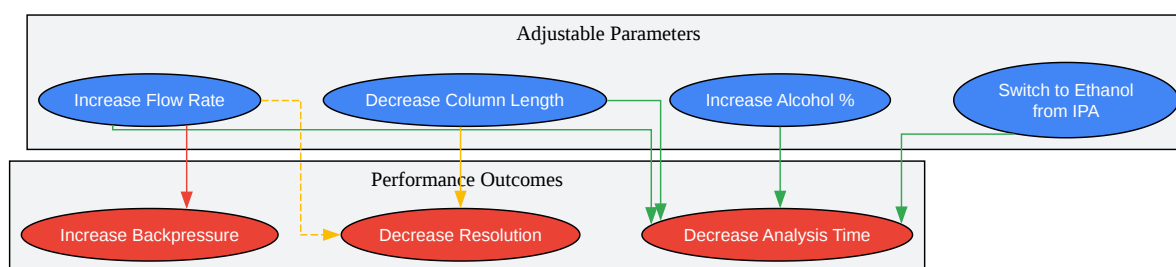 Adjustable Parameters
Increase Flow Rate
Decrease Column Length
Increase Alcohol %
Switch to Ethanol
from IPA
Performance Outcomes
Increase Backpressure
Decrease Resolution
Decrease Analysis Time